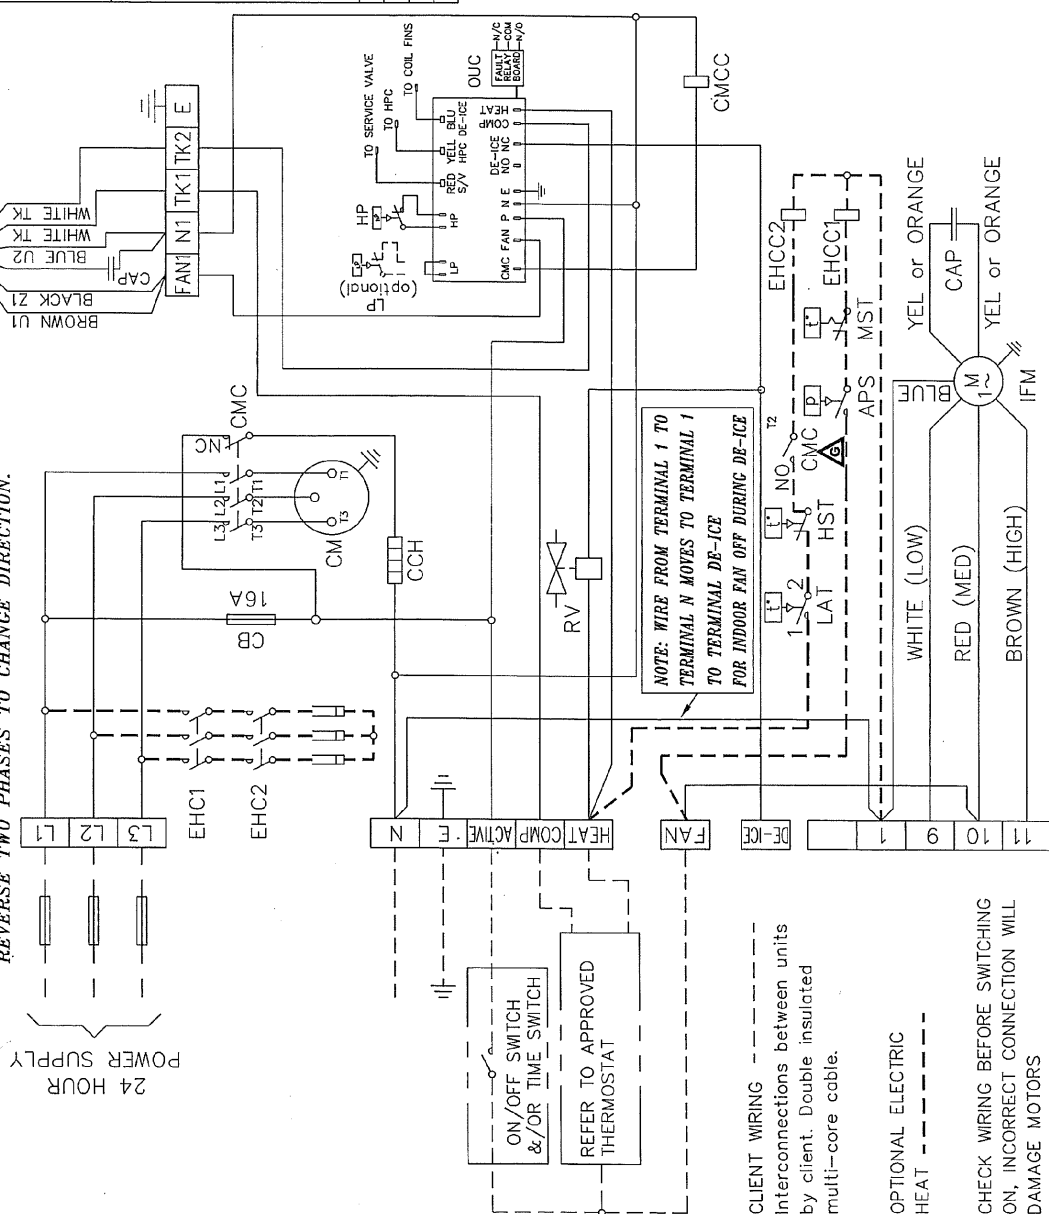 REVERSE TWO PHASES TO CHANGE DIRECTION.
24 HOUR
POWER SUPPLY
L1
L2
L3
EHC1
EHC2
CB
16A
NC
CMC
L1
L2
L3
T1
T2
T3
T1
T3
CM
CCH
BROWN U1
BLACK Z1
CAP
BLUE U2
WHITE TK
WHITE TK
FAN1
N1
TK1
TK2
E
LP
(optional)
HP
TO SERVICE VALVE
TO HPC
TO COIL FINS
OUC
FAULT
RELAY
BOARD
N/C
COM
N/O
RED
S/V
YELL
HPC
BLU
DE-ICE
LP
HP
CMC
FAN
P
N
E
DE-ICE
NO
NC
COMP
HEAT
CMCC
RV
NOTE: WIRE FROM TERMINAL 1 TO
TERMINAL N MOVES TO TERMINAL 1
TO TERMINAL DE-ICE
FOR INDOOR FAN OFF DURING DE-ICE
N
E
ACTIVE
COMP
HEAT
FAN
DE-ICE
1
9
10
11
ON/OFF SWITCH
&/OR TIME SWITCH
REFER TO APPROVED
THERMOSTAT
t°
1
2
LAT
t°
HST
NO
T2
CMC
G
EHCC2
p
APS
t°
MST
EHCC1
WHITE (LOW)
RED (MED)
BROWN (HIGH)
BLUE
M
1~
IFM
YEL or ORANGE
CAP
YEL or ORANGE
CLIENT WIRING
Interconnections between units
by client. Double insulated
multi-core cable.
OPTIONAL ELECTRIC
HEAT
CHECK WIRING BEFORE SWITCHING
ON, INCORRECT CONNECTION WILL
DAMAGE MOTORS